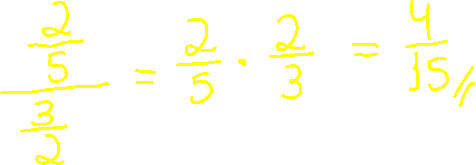 (2/5)/(3/2) = 2/5 · 2/3 = 4/15 //